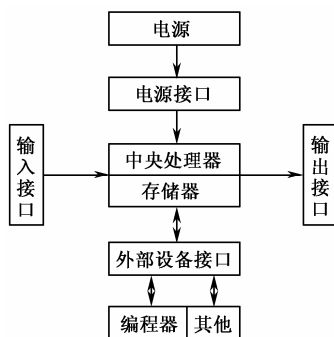 电源
电源接口
输入接口
中央处理器
存储器
输出接口
外部设备接口
编程器
其他